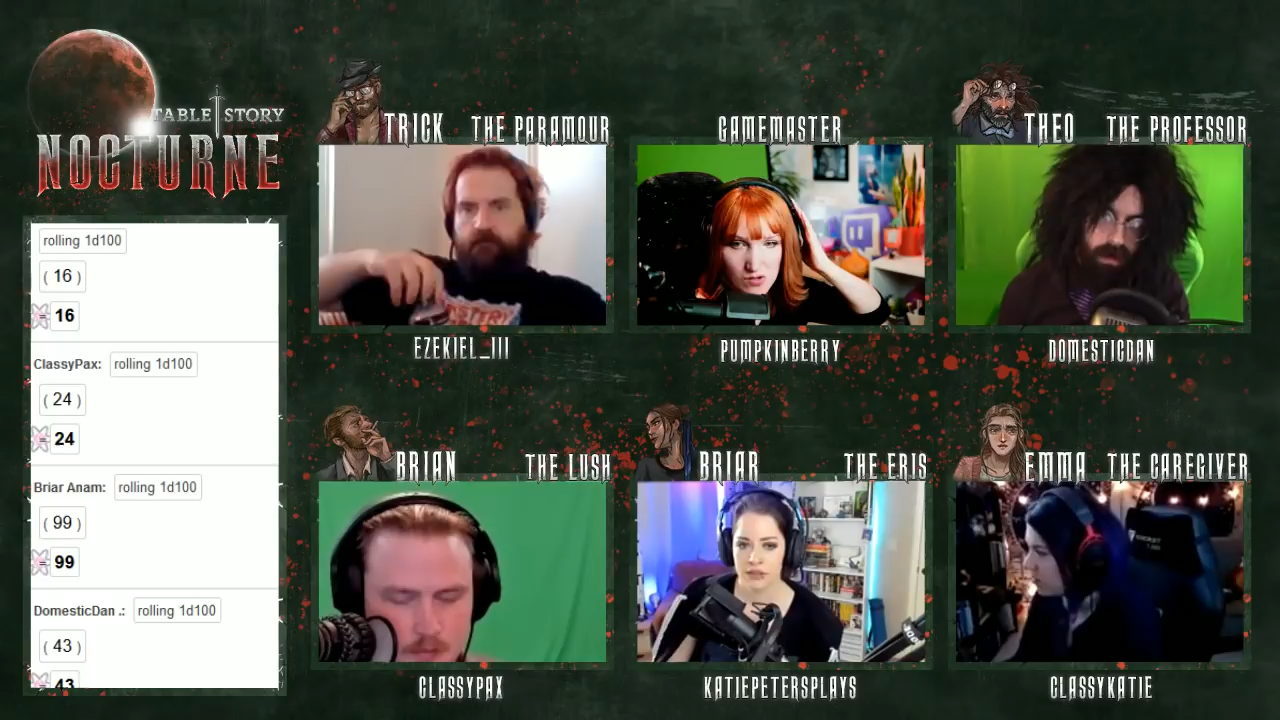 TABLE STORY
NOCTURNE
rolling 1d100
( 16 )
= 16
ClassyPax: rolling 1d100
( 24 )
= 24
Briar Anam: rolling 1d100
( 99 )
= 99
DomesticDan .: rolling 1d100
( 43 )
= 43
TRICK THE PARAMOUR
EZEKIEL_III
GAMEMASTER
PUMPKINBERRY
THEO THE PROFESSOR
DOMESTICDAN
BRIAN THE LUSH
CLASSYPAX
BRIAR THE ERIS
KATIEPETERSPLAYS
EMMA THE CAREGIVER
CLASSYKATIE